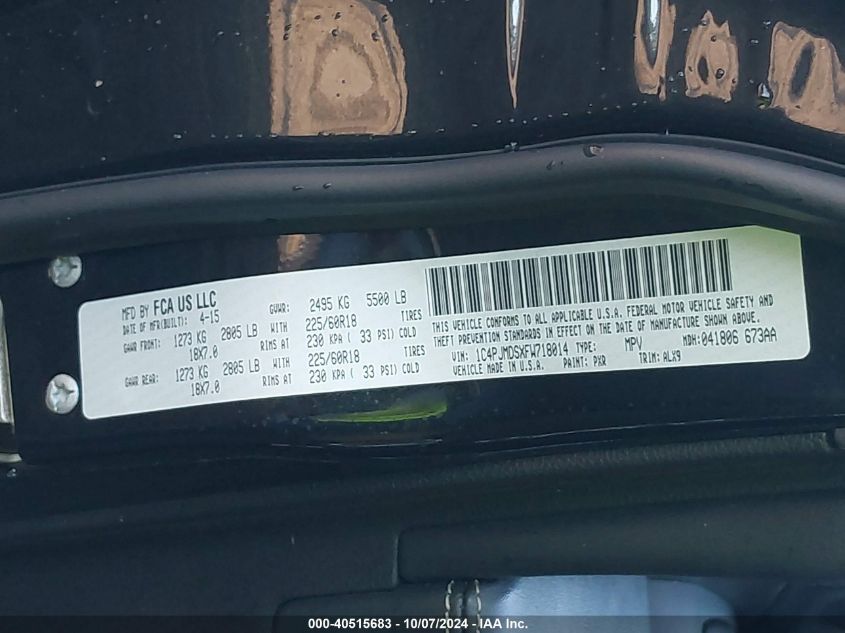 MFD BY FCA US LLC
DATE OF MFR(BUILT): 4-15 GVWR: 2495 KG 5500 LB
GAWR FRONT: 1273 KG 2805 LB WITH 225/60R18 TIRES
18X7.0 RIMS AT 230 KPA ( 33 PSI) COLD
GAWR REAR: 1273 KG 2805 LB WITH 225/60R18 TIRES
18X7.0 RIMS AT 230 KPA ( 33 PSI) COLD
THIS VEHICLE CONFORMS TO ALL APPLICABLE U.S.A. FEDERAL MOTOR VEHICLE SAFETY AND
THEFT PREVENTION STANDARDS IN EFFECT ON THE DATE OF MANUFACTURE SHOWN ABOVE.
VIN: 1C4PJMDSXFW718014 TYPE: MPV MDH: 041806 673AA
VEHICLE MADE IN U.S.A. PAINT: PXR TRIM: ALX9
000-40515683 - 10/07/2024 - IAA Inc.